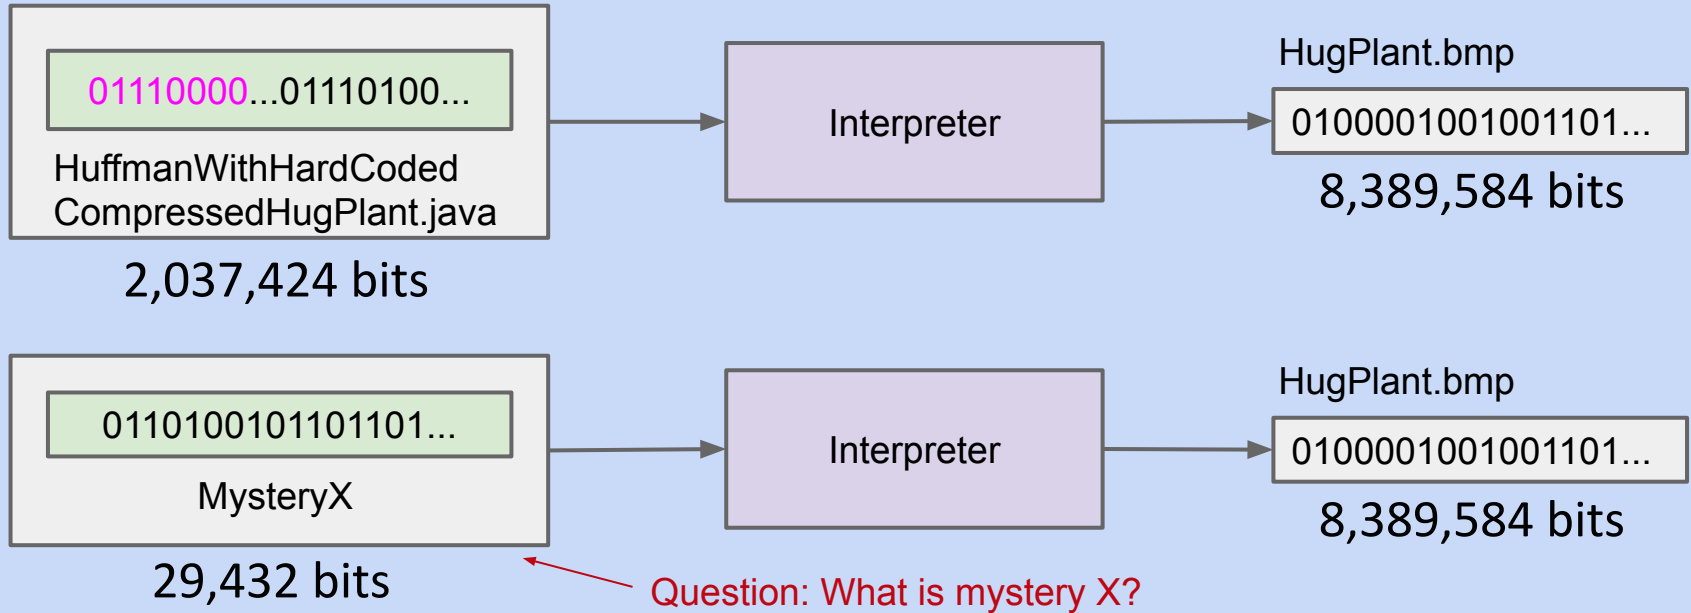 01110000...01110100...
HuffmanWithHardCoded
CompressedHugPlant.java
2,037,424 bits
Interpreter
HugPlant.bmp
0100001001001101...
8,389,584 bits
0110100101101101...
MysteryX
29,432 bits
Interpreter
HugPlant.bmp
0100001001001101...
8,389,584 bits
Question: What is mystery X?